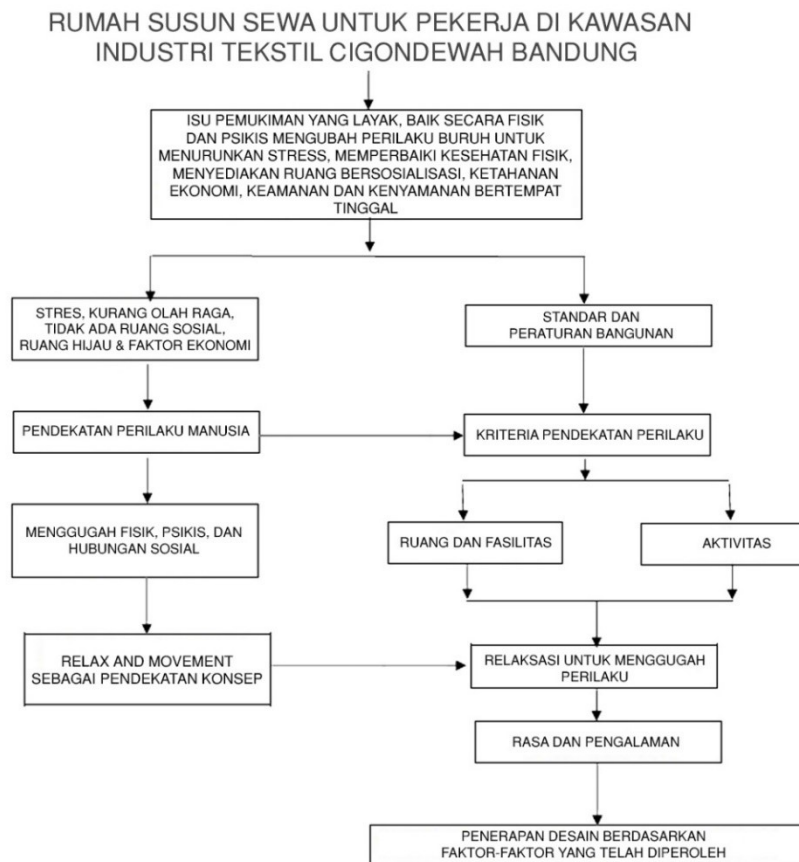 RUMAH SUSUN SEWA UNTUK PEKERJA DI KAWASAN
INDUSTRI TEKSTIL CIGONDEWAH BANDUNG
ISU PEMUKIMAN YANG LAYAK, BAIK SECARA FISIK
DAN PSIKIS MENGUBAH PERILAKU BURUH UNTUK
MENURUNKAN STRESS, MEMPERBAIKI KESEHATAN FISIK,
MENYEDIAKAN RUANG BERSOSIALISASI, KETAHANAN
EKONOMI, KEAMANAN DAN KENYAMANAN BERTEMPAT
TINGGAL
STRES, KURANG OLAH RAGA,
TIDAK ADA RUANG SOSIAL,
RUANG HIJAU & FAKTOR EKONOMI
STANDAR DAN
PERATURAN BANGUNAN
PENDEKATAN PERILAKU MANUSIA
KRITERIA PENDEKATAN PERILAKU
MENGGUGAH FISIK, PSIKIS, DAN
HUBUNGAN SOSIAL
RUANG DAN FASILITAS
AKTIVITAS
RELAX AND MOVEMENT
SEBAGAI PENDEKATAN KONSEP
RELAKSASI UNTUK MENGGUGAH
PERILAKU
RASA DAN PENGALAMAN
PENERAPAN DESAIN BERDASARKAN
FAKTOR-FAKTOR YANG TELAH DIPEROLEH